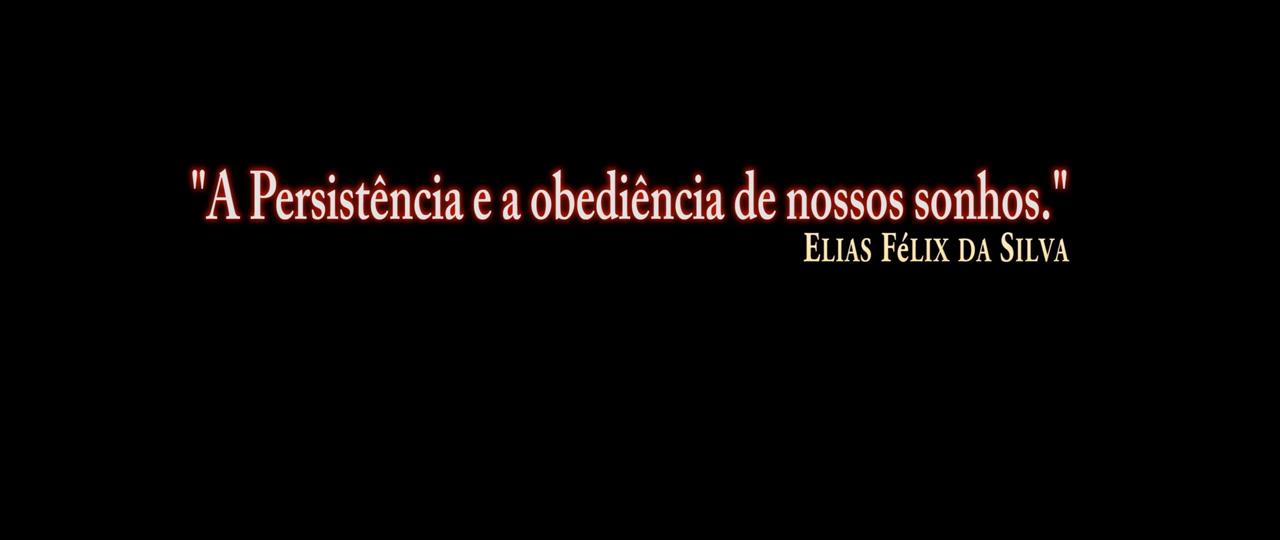 "A Persistência e a obediência de nossos sonhos."
ELIAS FéLIX DA SILVA